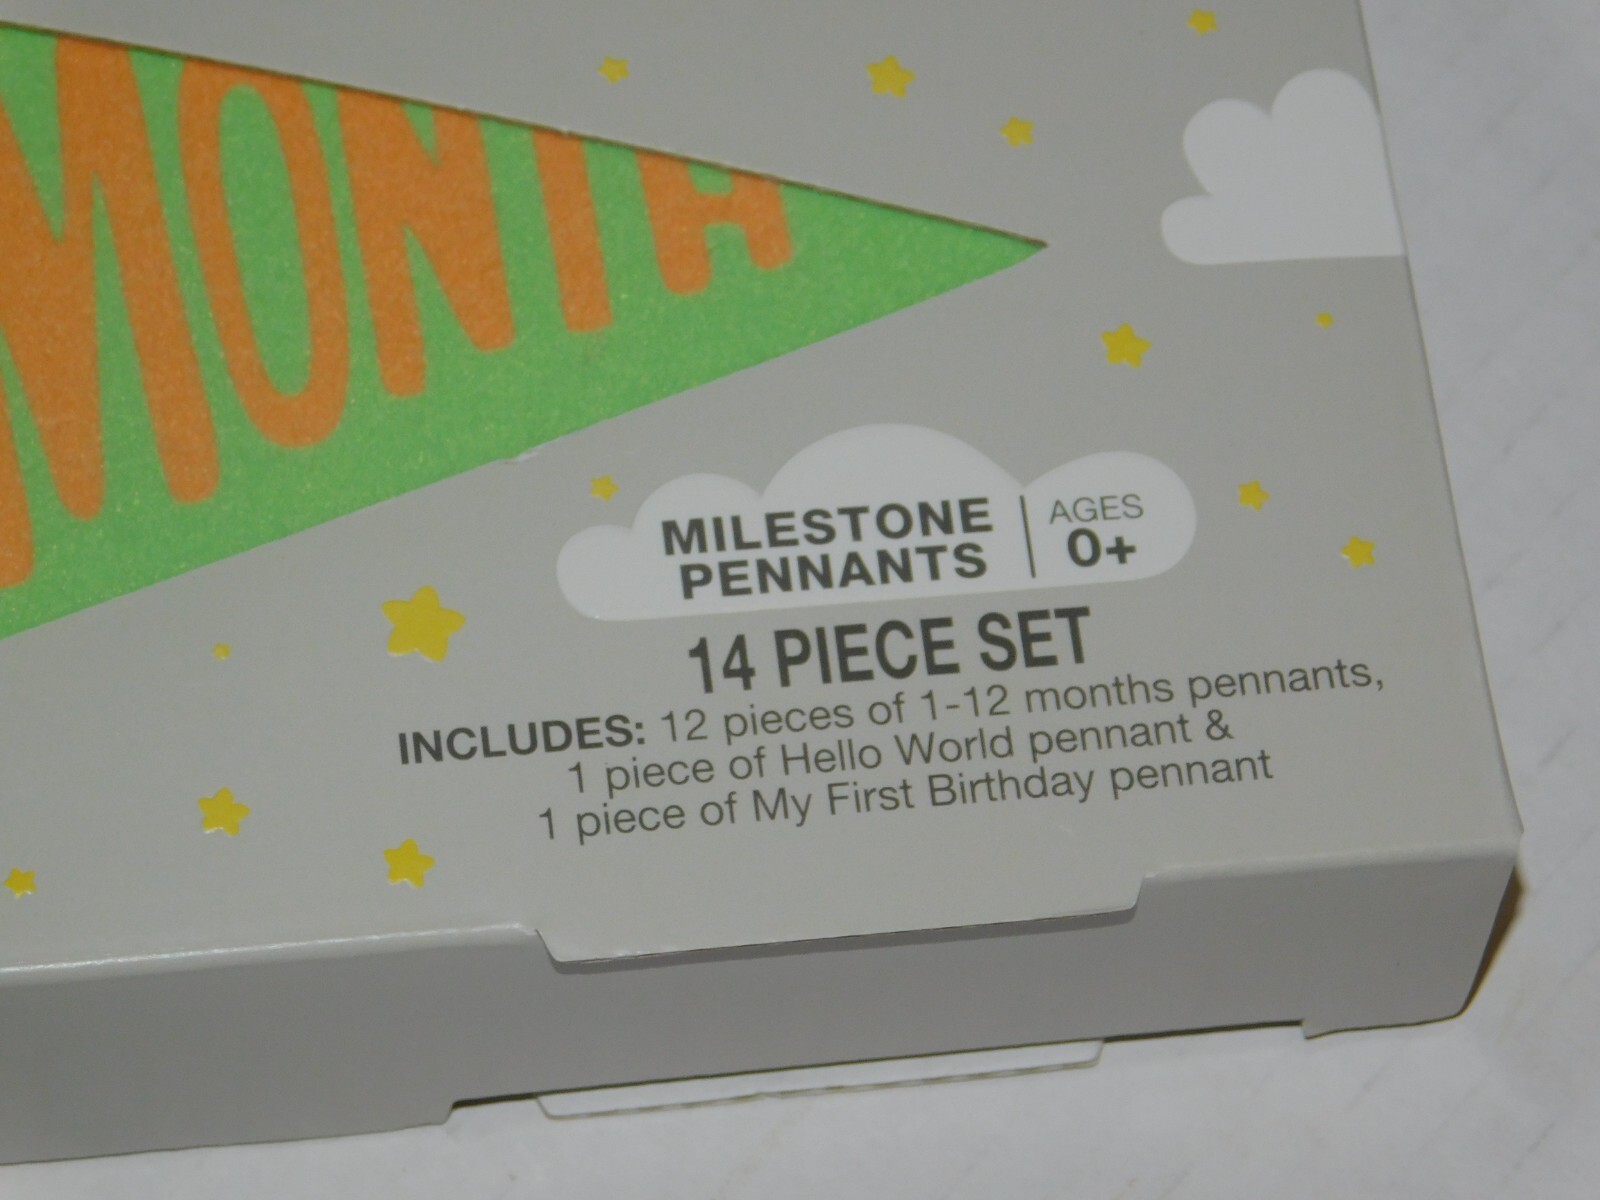 MONTH
MILESTONE
PENNANTS
AGES
0+
14 PIECE SET
INCLUDES: 12 pieces of 1-12 months pennants,
1 piece of Hello World pennant &
1 piece of My First Birthday pennant